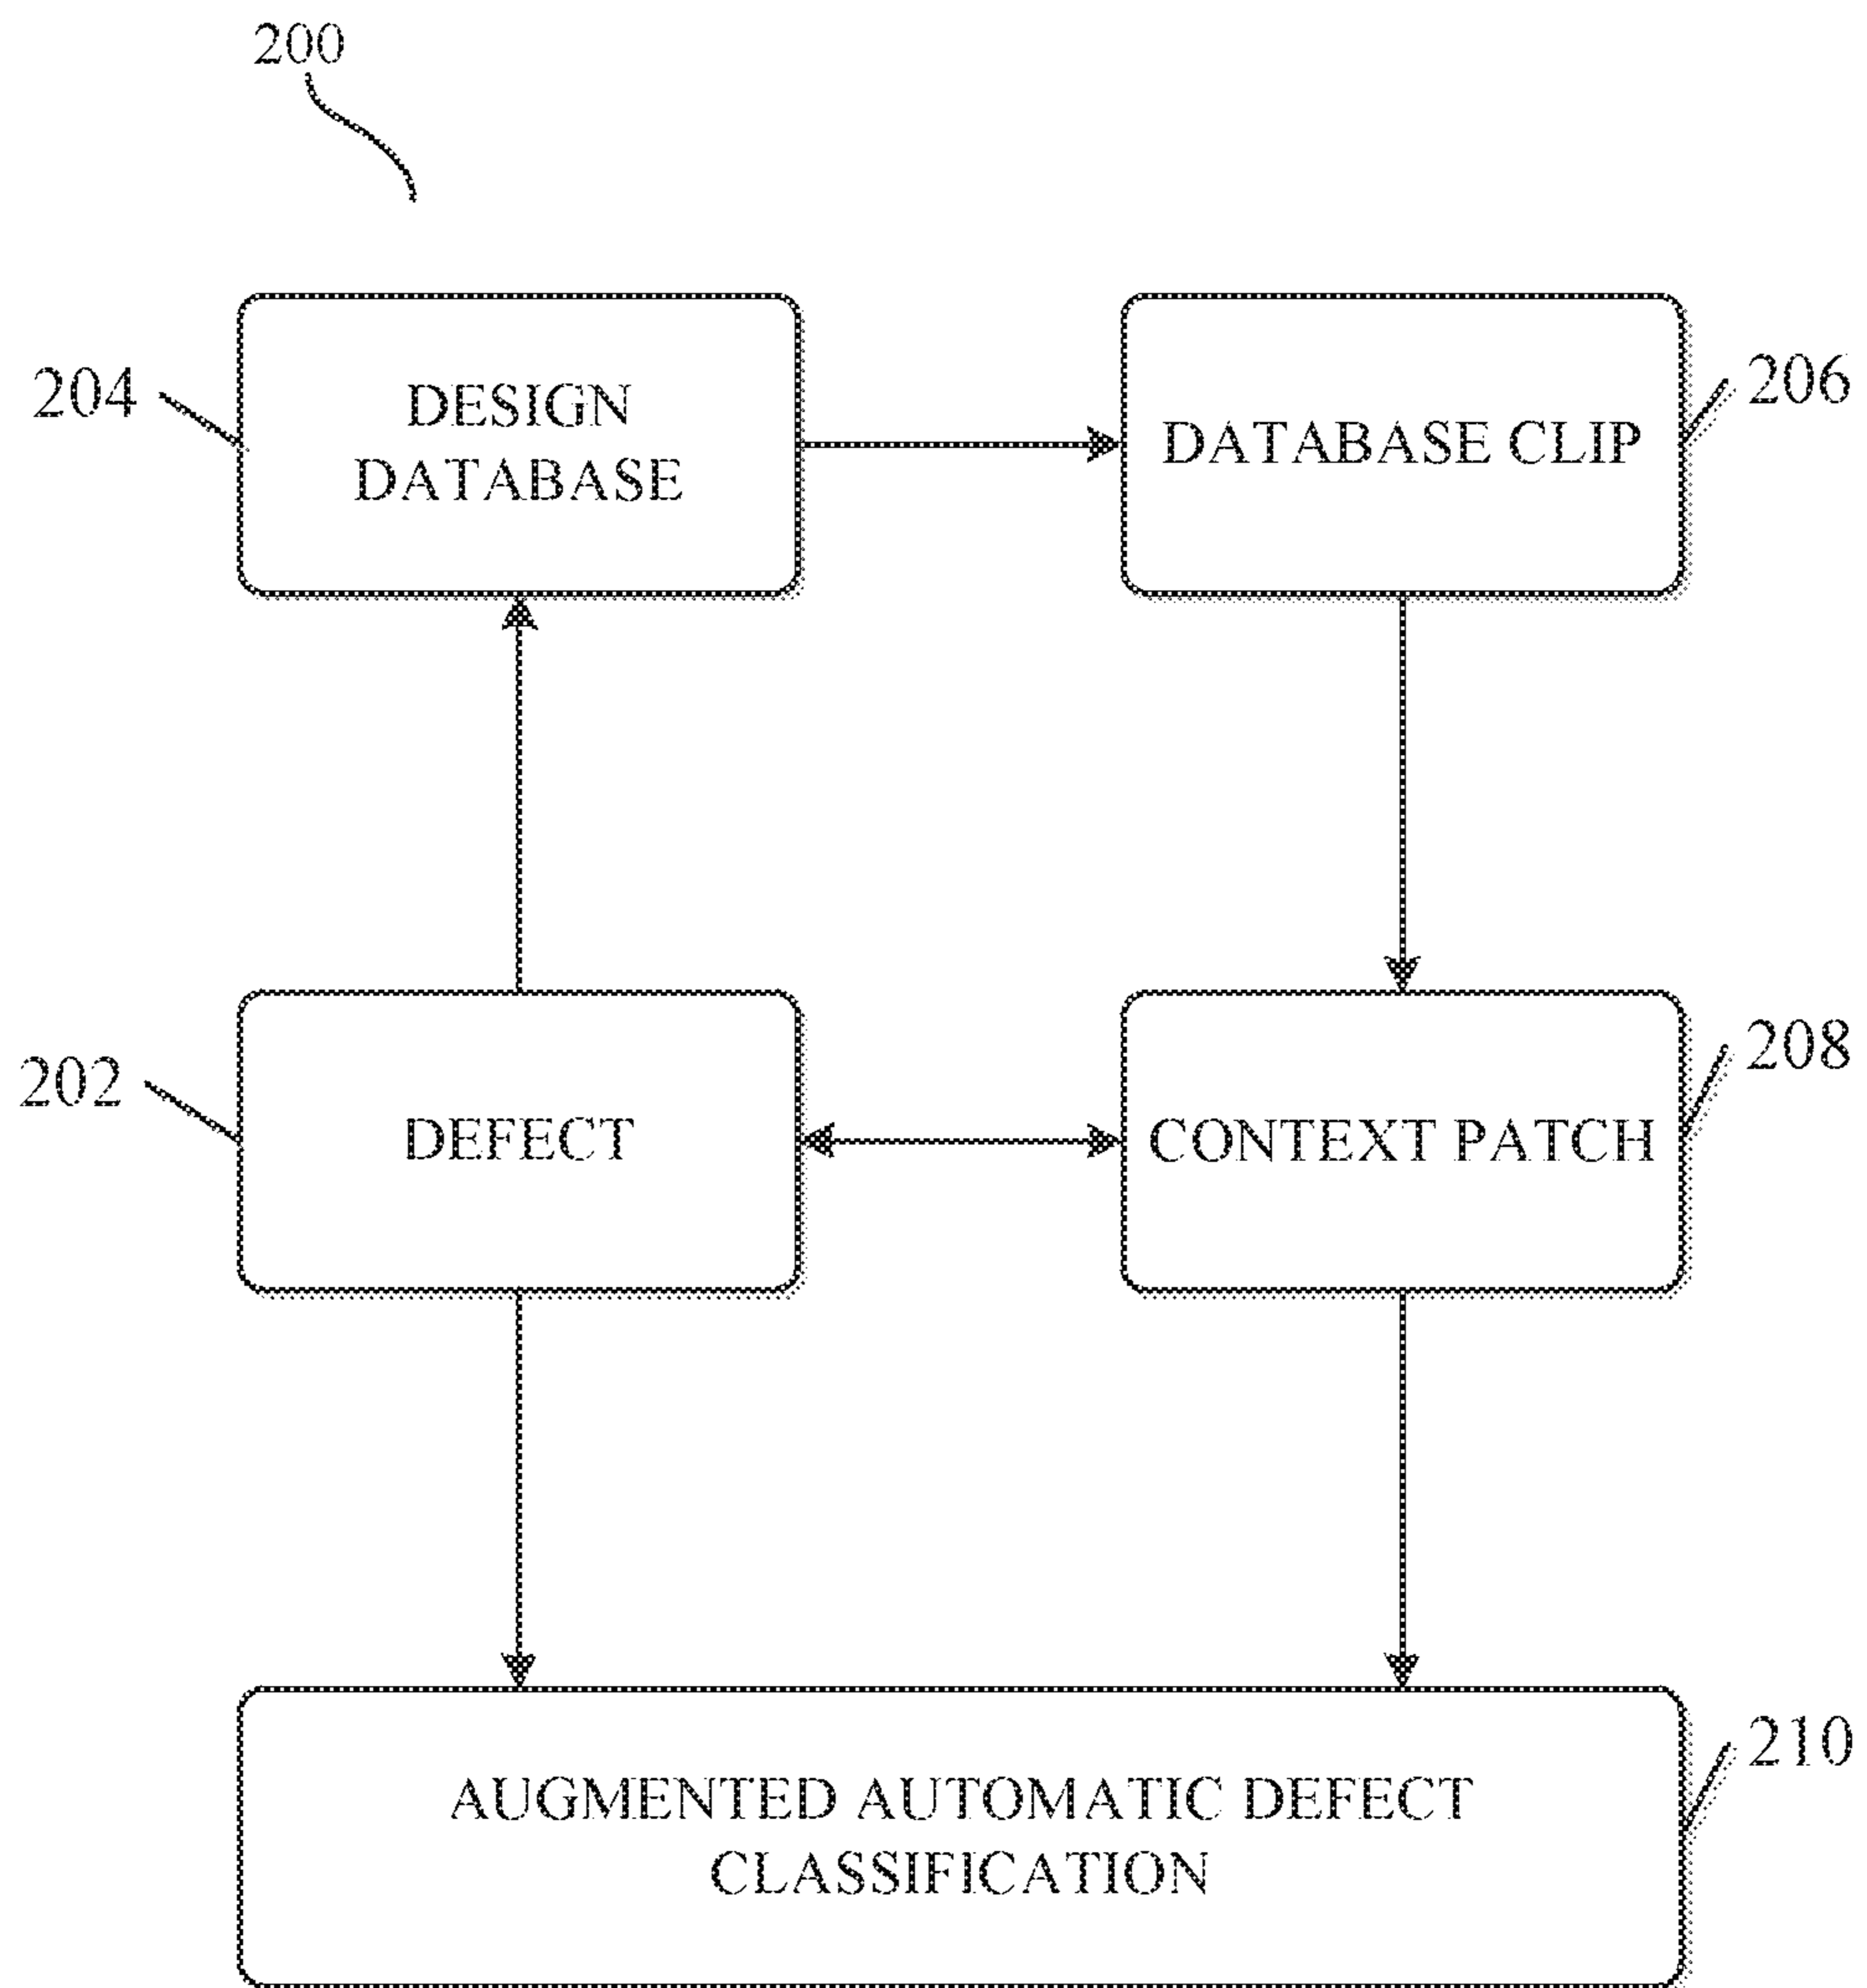 200
204
DESIGN
DATABASE
DATABASE CLIP
206
202
DEFECT
CONTEXT PATCH
208
AUGMENTED AUTOMATIC DEFECT
CLASSIFICATION
210